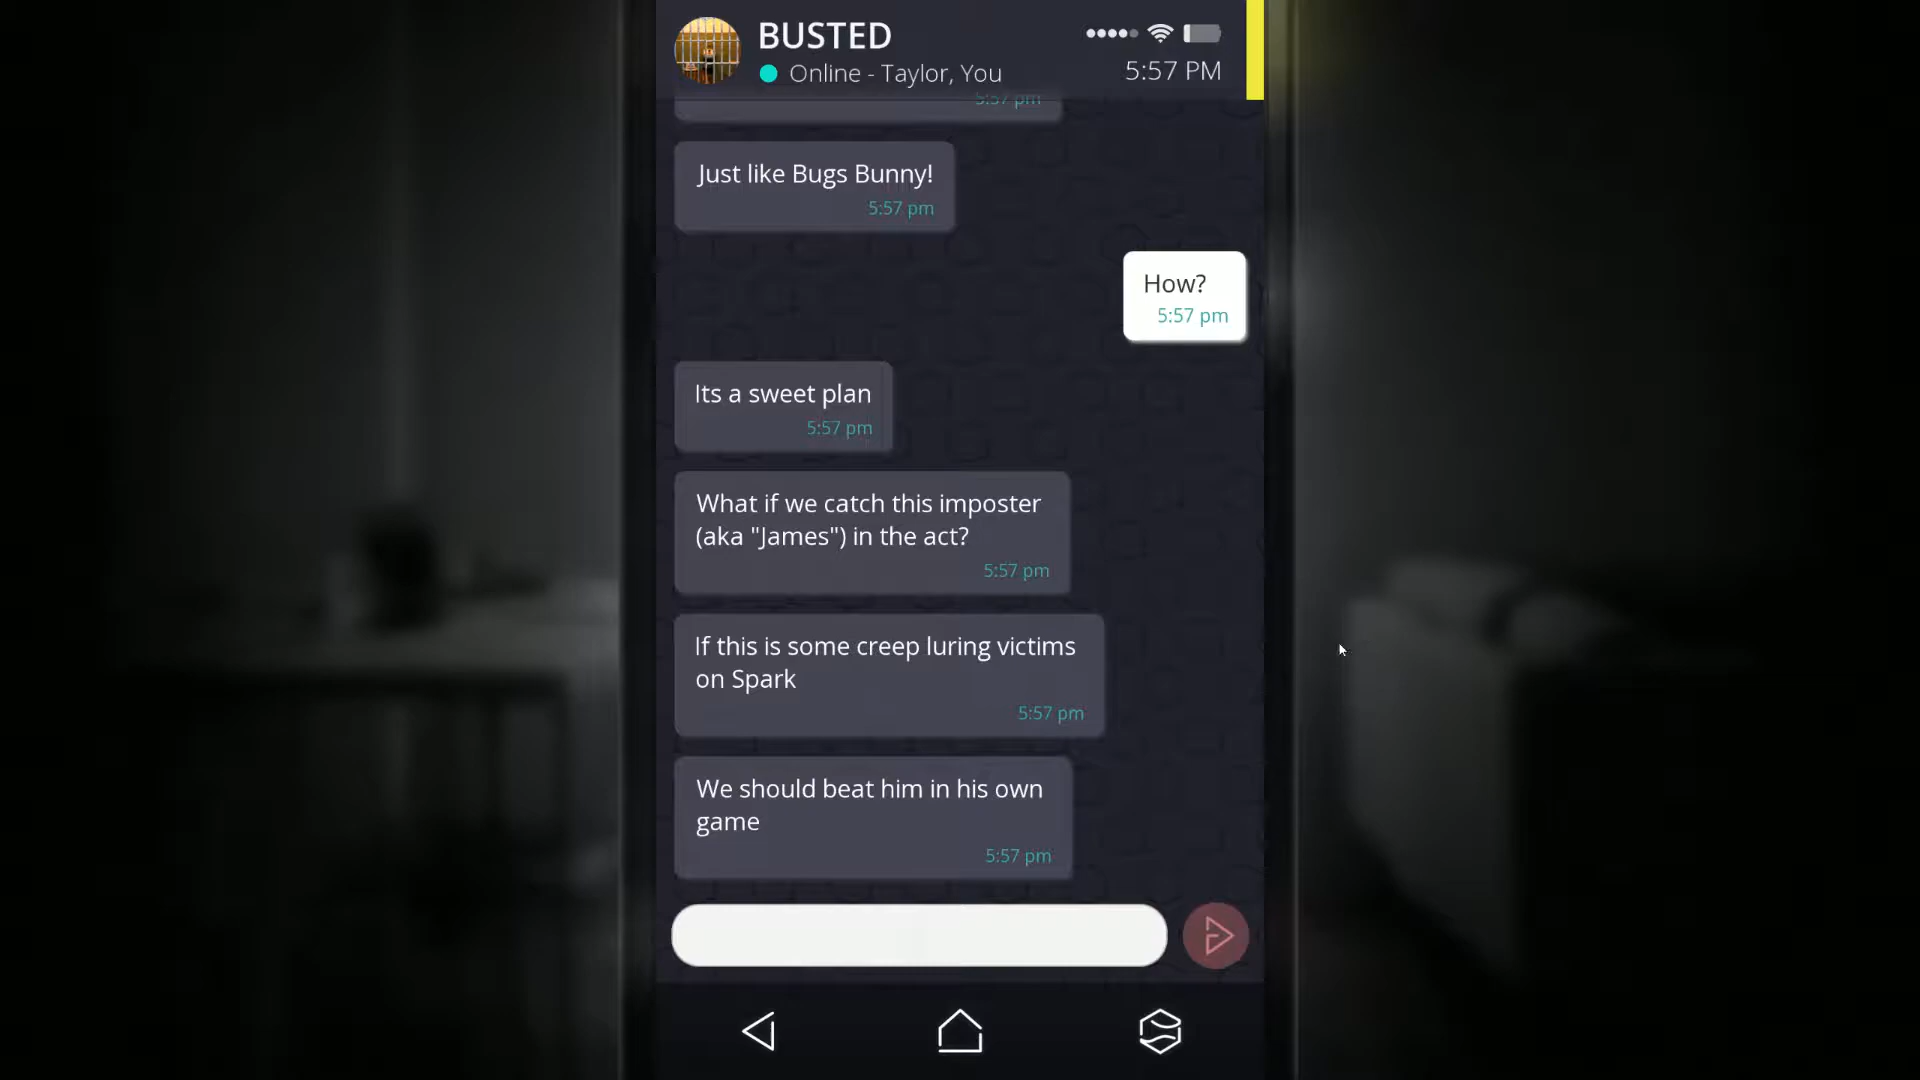 BUSTED
Online - Taylor, You
5:57 PM
5:57 pm
Just like Bugs Bunny!
5:57 pm
How?
5:57 pm
Its a sweet plan
5:57 pm
What if we catch this imposter
(aka "James") in the act?
5:57 pm
If this is some creep luring victims
on Spark
5:57 pm
We should beat him in his own
game
5:57 pm